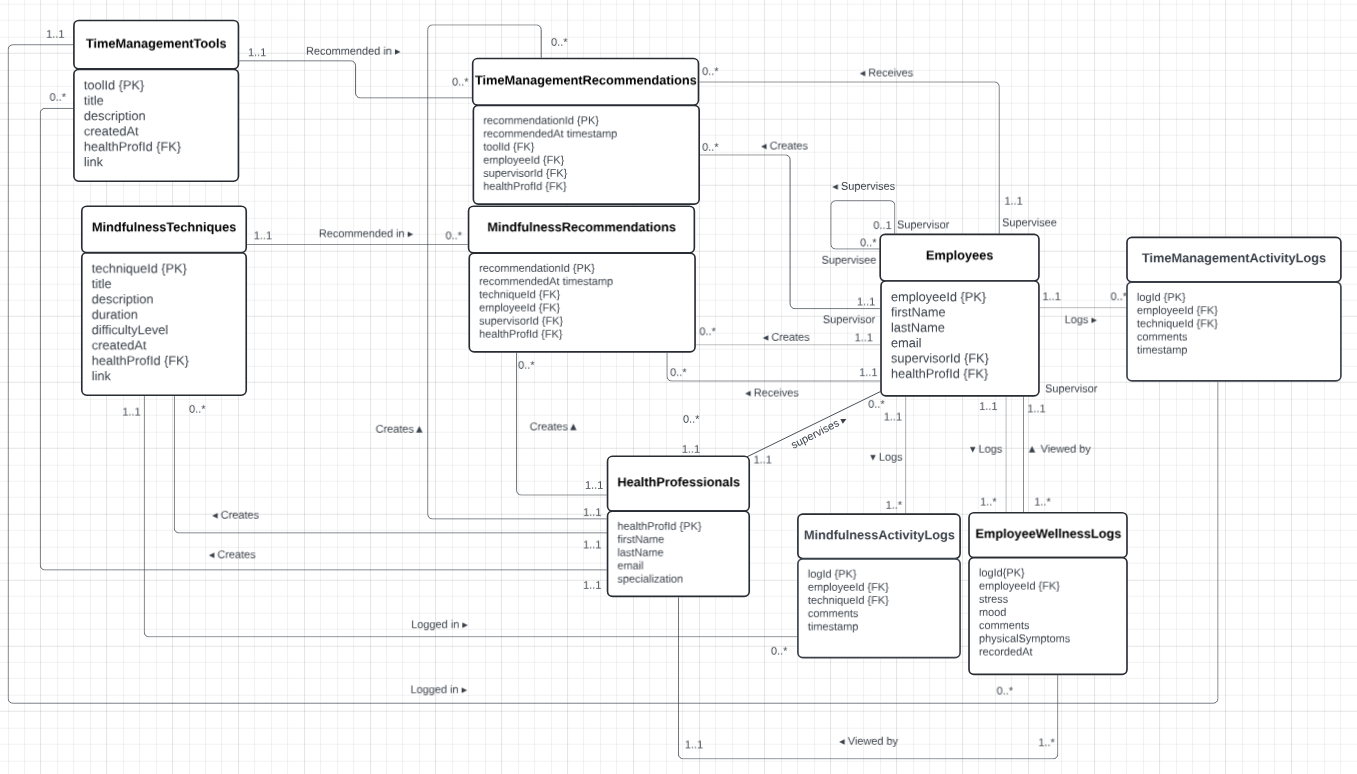 TimeManagementTools
toolId {PK}
title
description
createdAt
healthProfId {FK}
link
1..1
0..*
1..1
Recommended in ►
0..*
0..*
TimeManagementRecommendations
recommendationId {PK}
recommendedAt timestamp
toolId {FK}
employeeId {FK}
supervisorId {FK}
healthProfId {FK}
0..*
◄ Receives
0..*
◄ Creates
MindfulnessTechniques
techniqueId {PK}
title
description
duration
difficultyLevel
createdAt
healthProfId {FK}
link
1..1
Recommended in ►
0..*
MindfulnessRecommendations
recommendationId {PK}
recommendedAt timestamp
techniqueId {FK}
employeeId {FK}
supervisorId {FK}
healthProfId {FK}
◄ Supervises
0..1
Supervisor
0..*
Supervisee
1..1
Supervisee
Employees
employeeId {PK}
firstName
lastName
email
supervisorId {FK}
healthProfId {FK}
1..1
Supervisor
0..*
◄ Creates
1..1
0..*
1..1
◄ Receives
1..1
0..*
Logs ►
TimeManagementActivityLogs
logId {PK}
employeeId {FK}
techniqueId {FK}
comments
timestamp
Supervisor
0..*
1..1
0..*
Creates ▲
Creates ▲
0..*
1..1
1..1
supervises ▼
0..*
1..1
▼ Logs
1..*
1..1
▼ Logs
1..*
1..1
▲ Viewed by
1..*
HealthProfessionals
healthProfId {PK}
firstName
lastName
email
specialization
1..1
1..1
1..1
1..1
◄ Creates
◄ Creates
MindfulnessActivityLogs
logId {PK}
employeeId {FK}
techniqueId {FK}
comments
timestamp
EmployeeWellnessLogs
logId{PK}
employeeId {FK}
stress
mood
comments
physicalSymptoms
recordedAt
Logged in ►
0..*
Logged in ►
0..*
1..1
◄ Viewed by
1..*